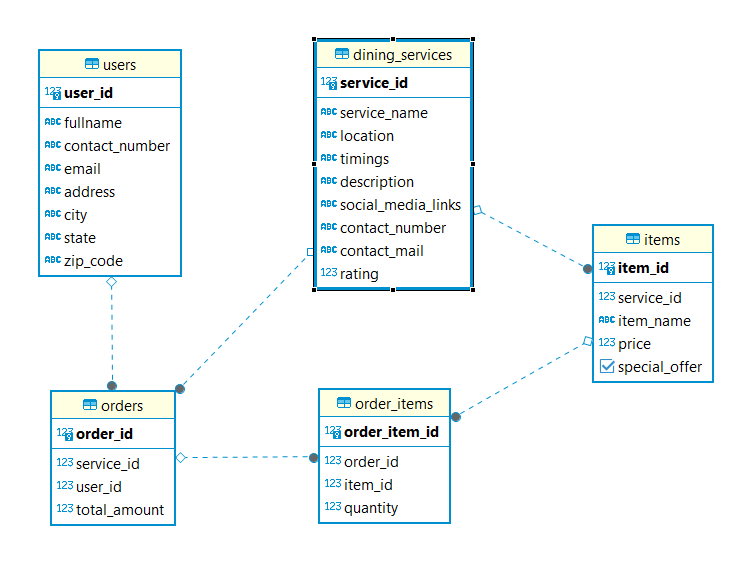 users
123 user_id
ABC fullname
ABC contact_number
ABC email
ABC address
ABC city
ABC state
ABC zip_code
dining_services
123 service_id
ABC service_name
ABC location
ABC timings
ABC description
ABC social_media_links
ABC contact_number
ABC contact_mail
123 rating
items
123 item_id
123 service_id
ABC item_name
123 price
special_offer
orders
123 order_id
123 service_id
123 user_id
123 total_amount
order_items
123 order_item_id
123 order_id
123 item_id
123 quantity